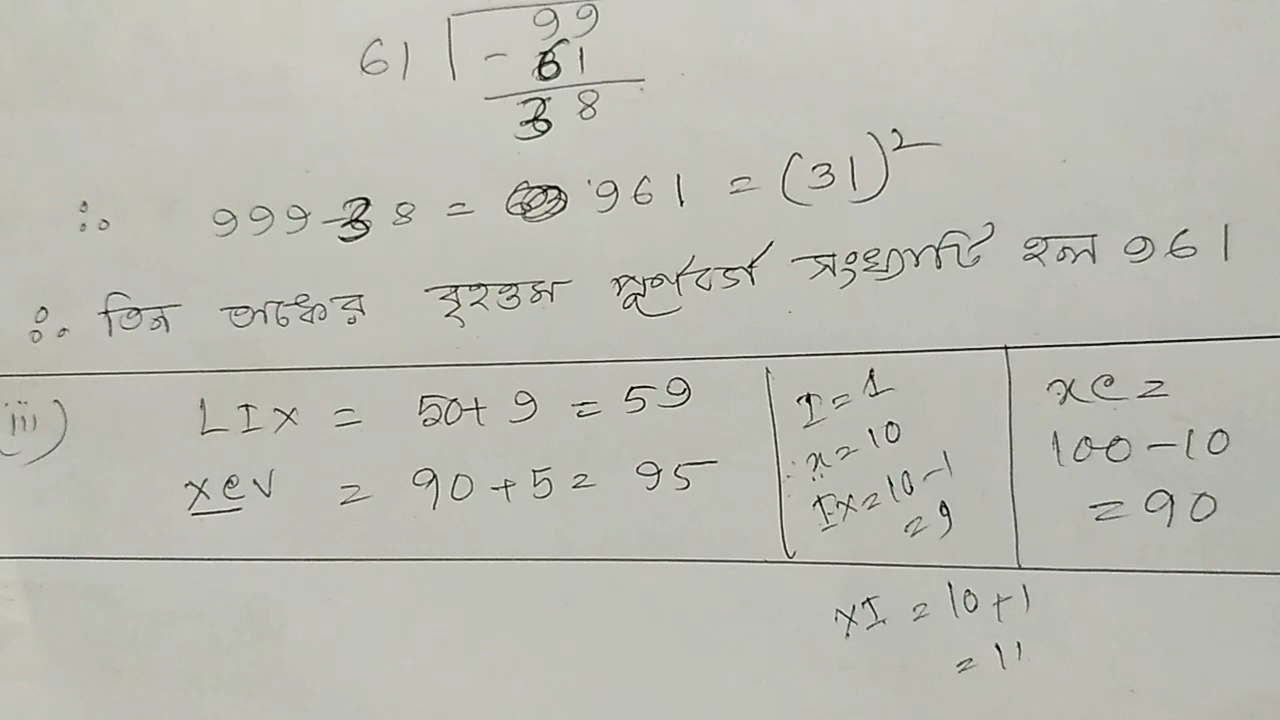 99
61 - 61
38
∴ 999-38 = 961 = (31)²
∴ তিন অঙ্কের বৃহত্তম পূর্ণবর্গ সংখ্যাটি হল 961
iii) LIX = 50+ 9 = 59
XCV = 90+5= 95
I = 1
x = 10
IX=10-1
=9
XC =
100-10
=90
XI = 10+1
= 11